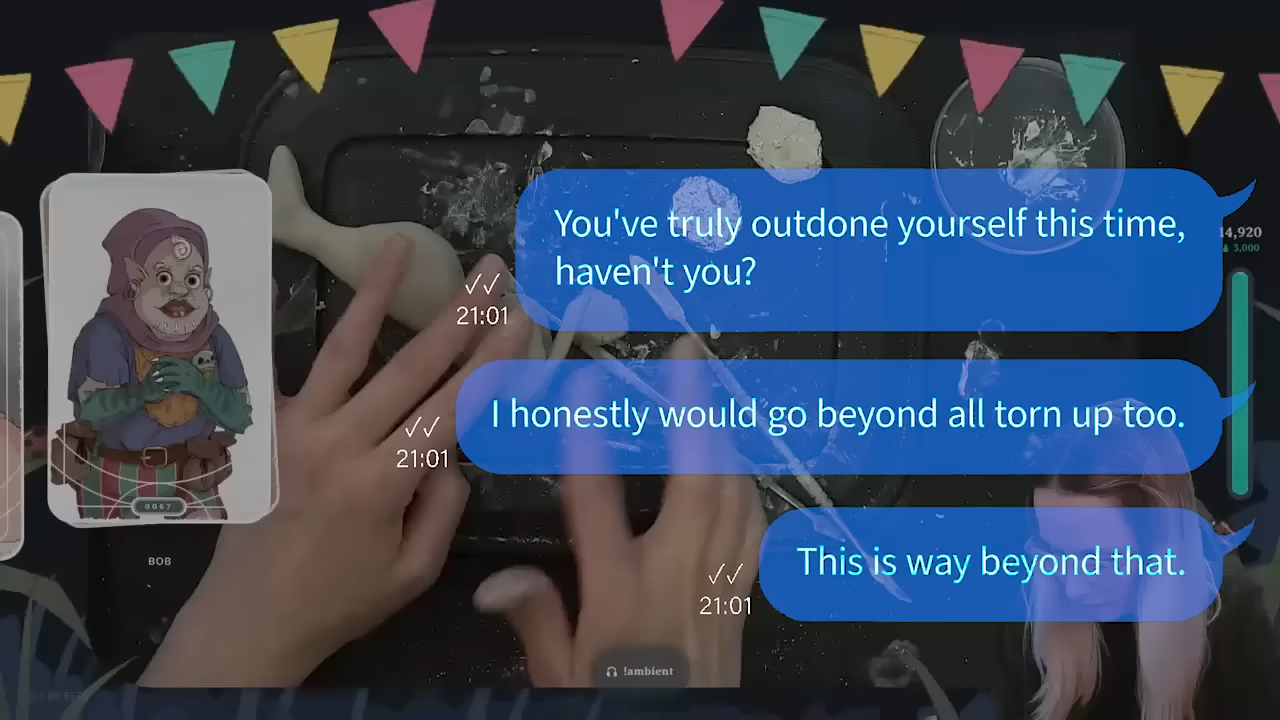 You've truly outdone yourself this time,
haven't you?
21:01
14,920
3,000
I honestly would go beyond all torn up too.
21:01
0067
This is way beyond that.
BOB
21:01
!ambient